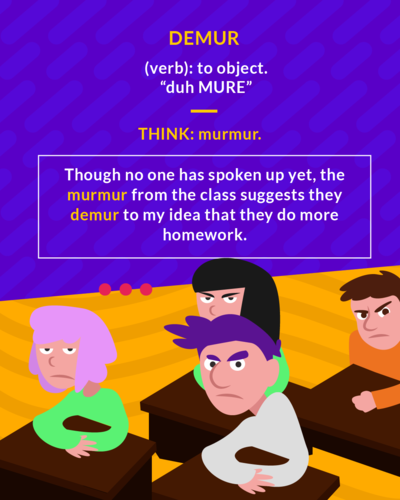 DEMUR
(verb): to object.
“duh MURE”
THINK: murmur.
Though no one has spoken up yet, the
murmur from the class suggests they
demur to my idea that they do more
homework.